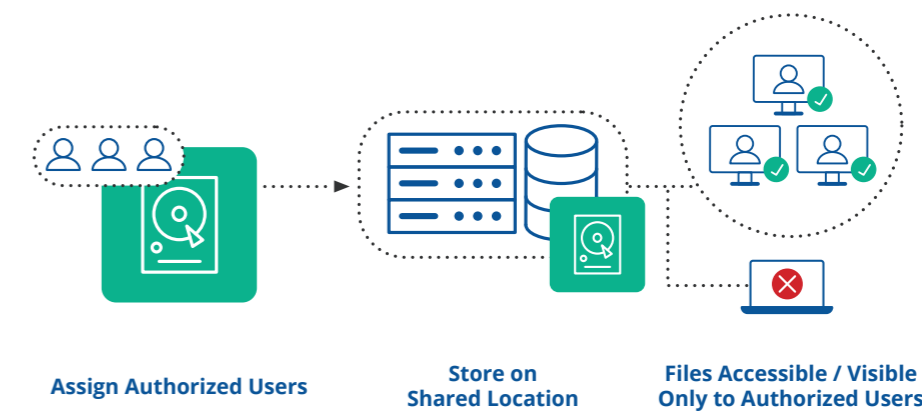 Assign Authorized Users
Store on
Shared Location
Files Accessible / Visible
Only to Authorized Users